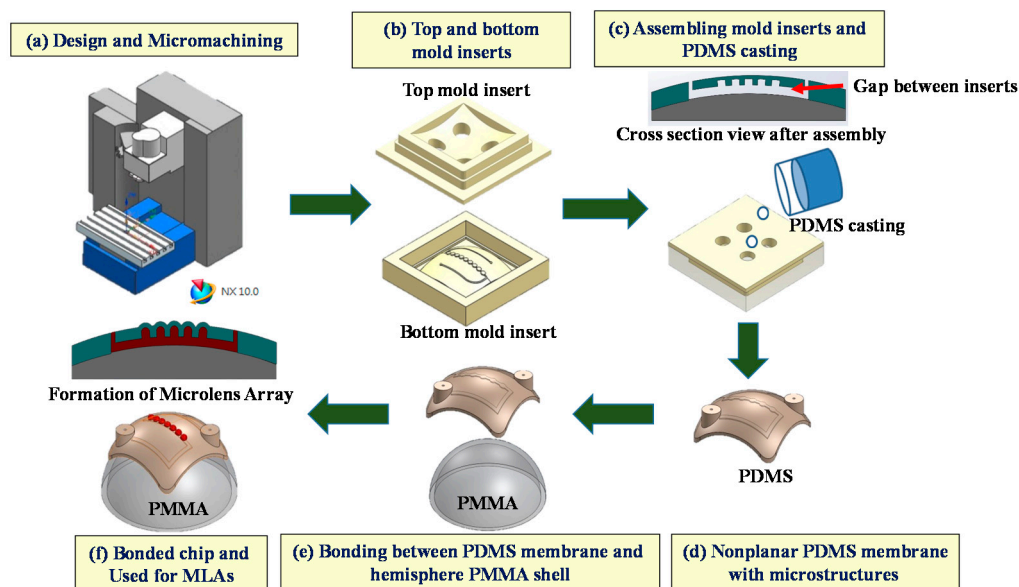 (a) Design and Micromachining
(b) Top and bottom
mold inserts
(c) Assembling mold inserts and
PDMS casting
Top mold insert
Gap between inserts
Cross section view after assembly
PDMS casting
NX 10.0
Bottom mold insert
Formation of Microlens Array
PMMA
PMMA
PDMS
(f) Bonded chip and
Used for MLAs
(e) Bonding between PDMS membrane and
hemisphere PMMA shell
(d) Nonplanar PDMS membrane
with microstructures